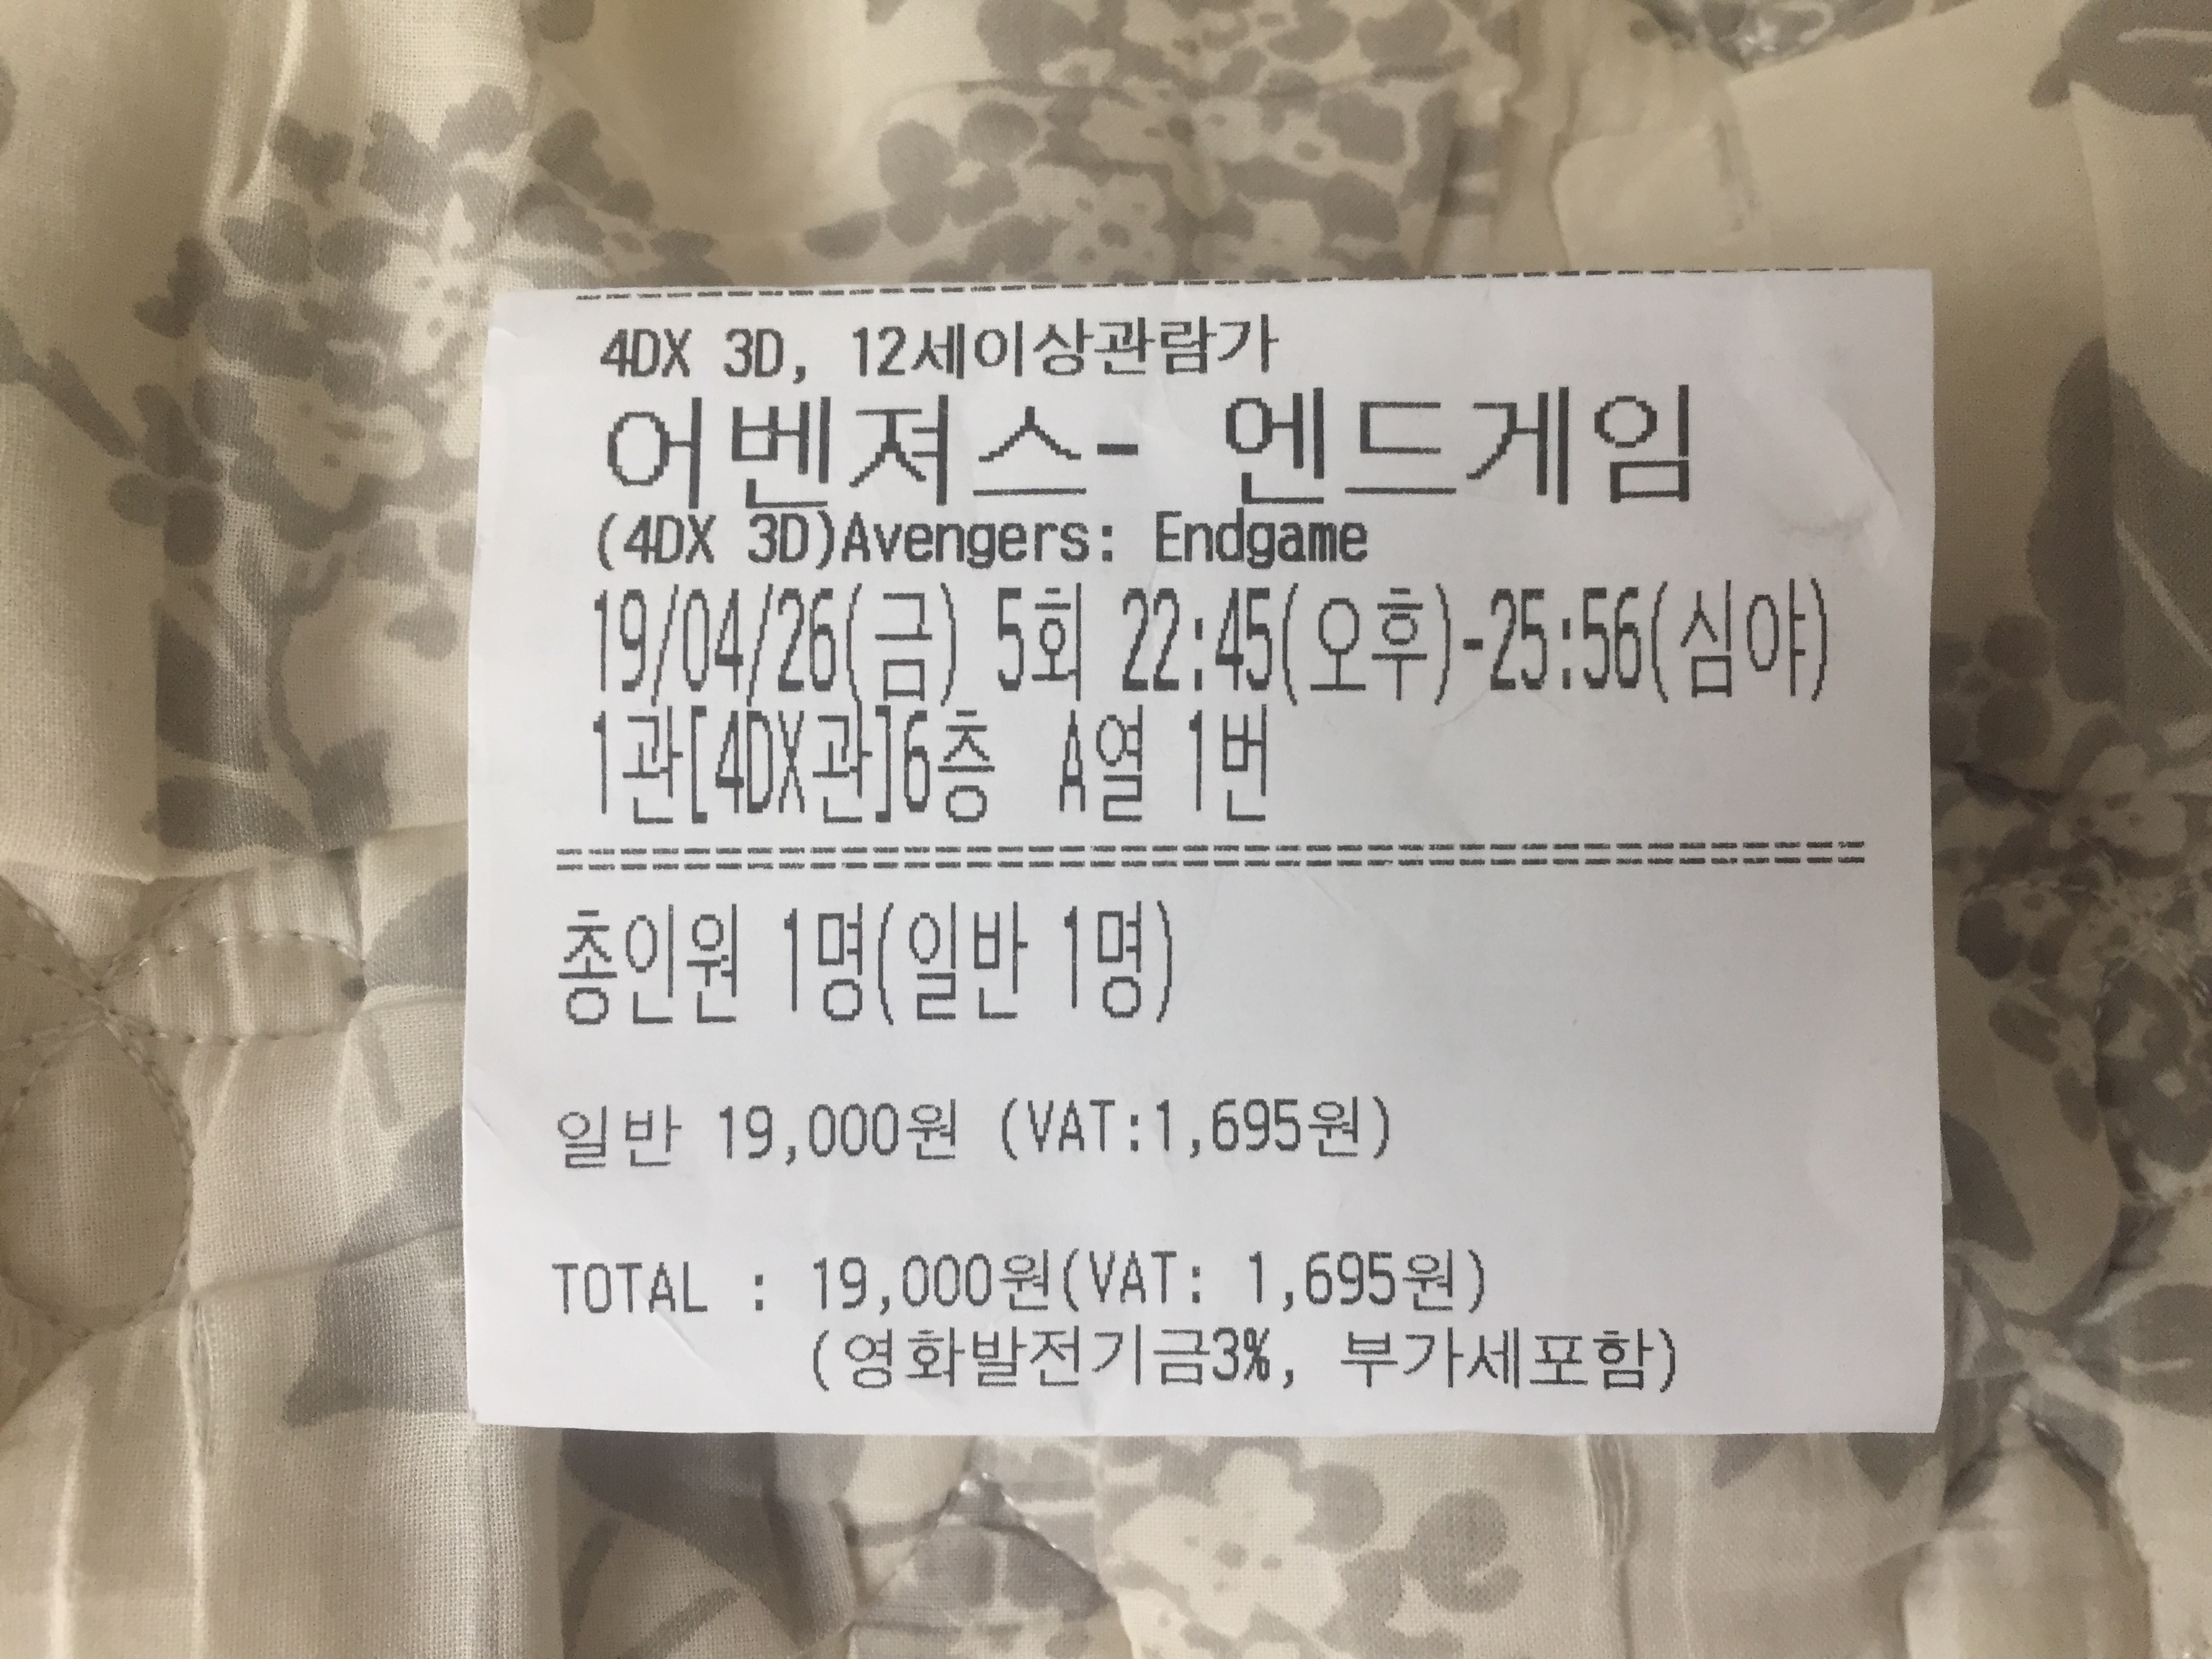 4DX 3D, 12세이상관람가
어벤져스- 엔드게임
(4DX 3D)Avengers: Endgame
19/04/26(금) 5회 22:45(오후)-25:56(심야)
1관[4DX관]6층 A열 1번
총인원 1명(일반 1명)
일반 19,000원 (VAT:1,695원)
TOTAL : 19,000원(VAT: 1,695원)
(영화발전기금3%, 부가세포함)